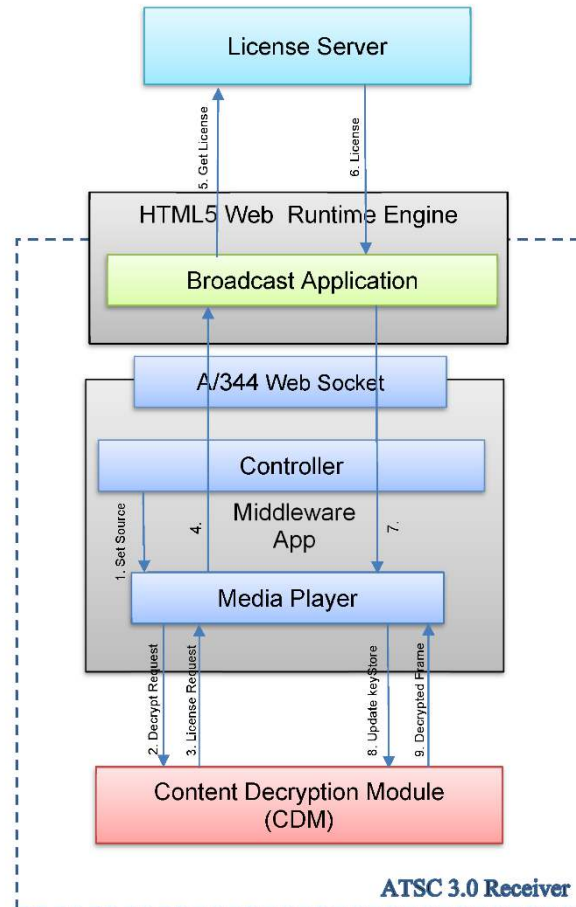 License Server
5. Get License
6. License
HTML5 Web Runtime Engine
Broadcast Application
A/344 Web Socket
Controller
1. Set Source
4.
Middleware
App
7.
Media Player
2. Decrypt Request
3. License Request
8. Update keyStore
9. Decrypted Frame
Content Decryption Module
(CDM)
ATSC 3.0 Receiver